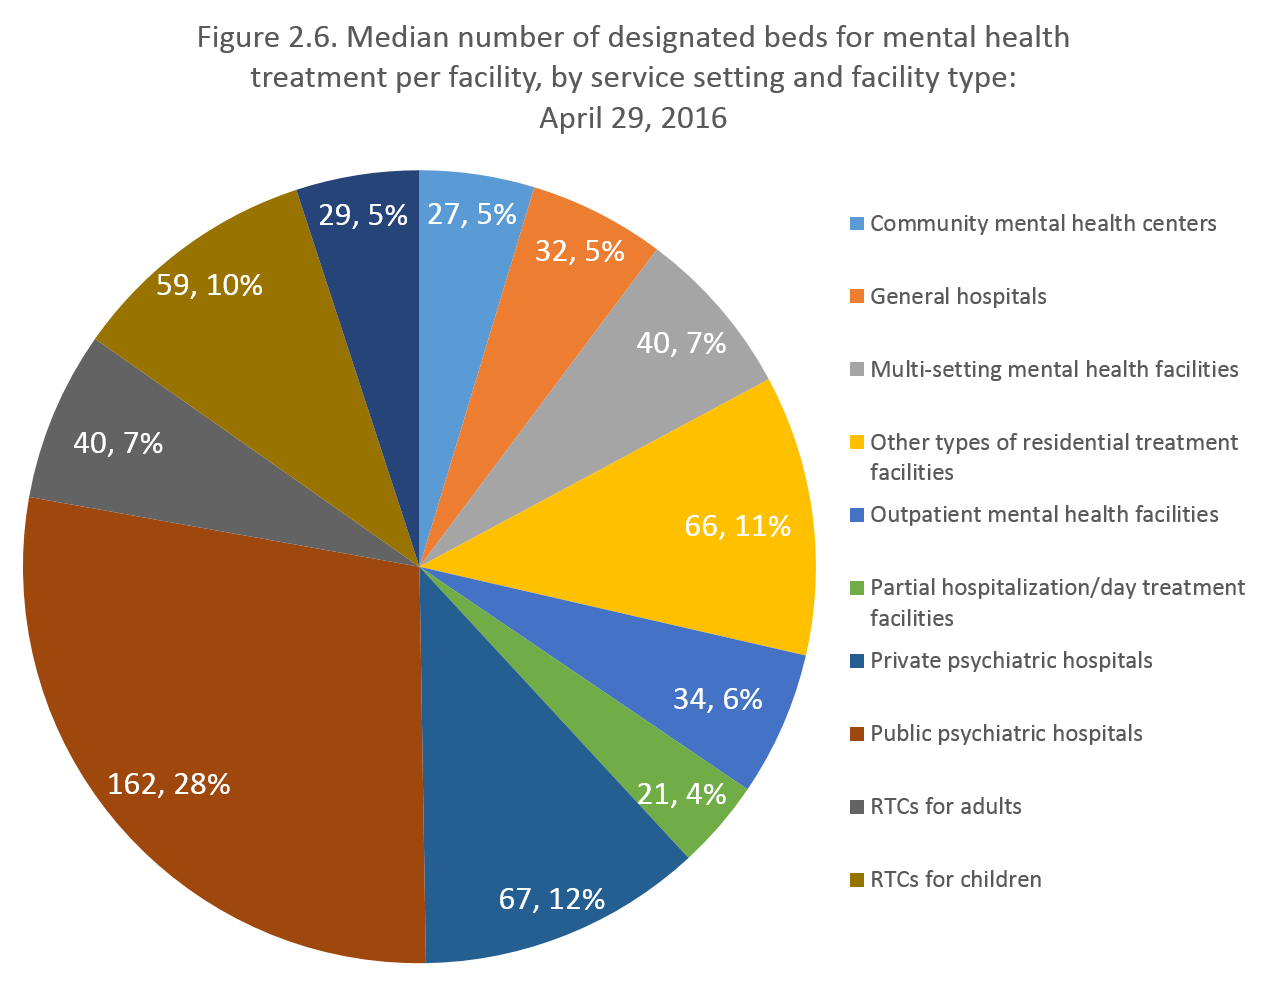 Figure 2.6. Median number of designated beds for mental health
treatment per facility, by service setting and facility type:
April 29, 2016
29, 5%
27, 5%
32, 5%
59, 10%
40, 7%
40, 7%
66, 11%
34, 6%
162, 28%
21, 4%
67, 12%
Community mental health centers
General hospitals
Multi-setting mental health facilities
Other types of residential treatment
facilities
Outpatient mental health facilities
Partial hospitalization/day treatment
facilities
Private psychiatric hospitals
Public psychiatric hospitals
RTCs for adults
RTCs for children